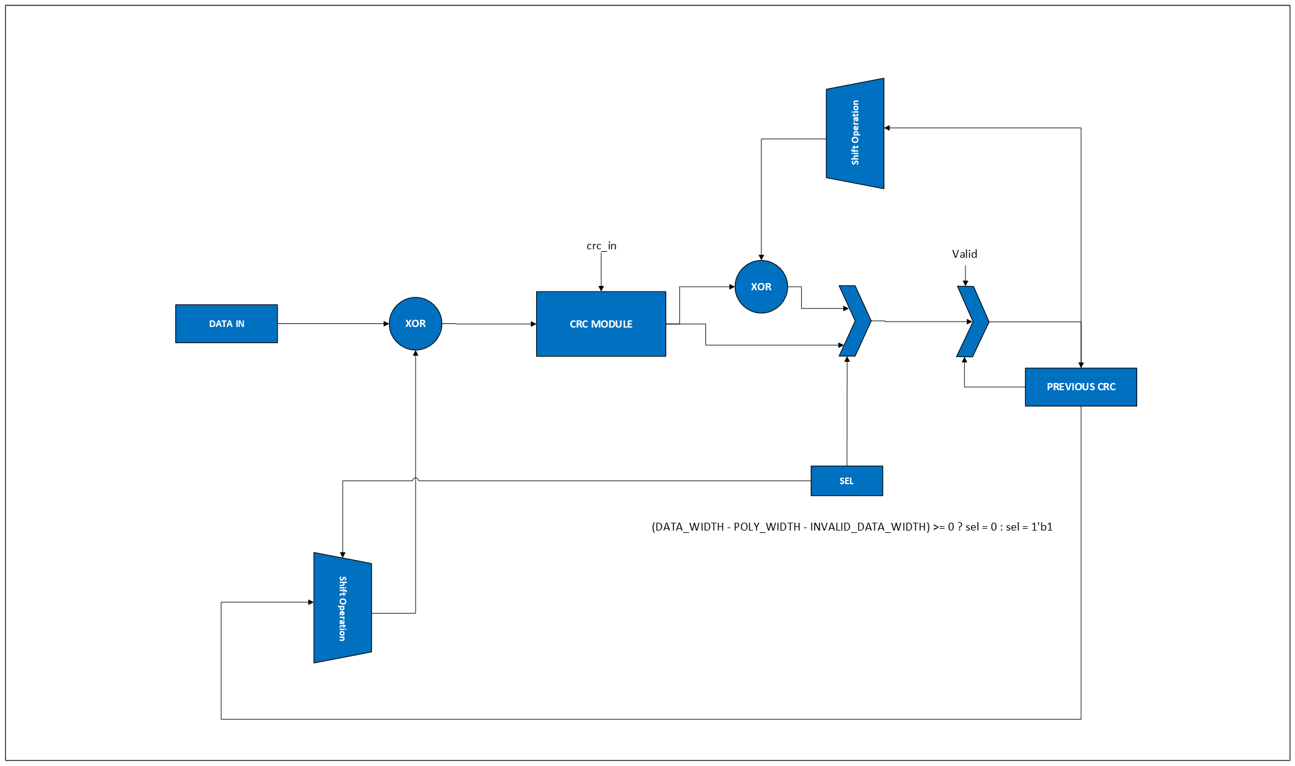 Shift Operation
crc_in
Valid
XOR
DATA IN
XOR
CRC MODULE
PREVIOUS CRC
SEL
(DATA_WIDTH - POLY_WIDTH - INVALID_DATA_WIDTH) >= 0 ? sel = 0 : sel = 1'b1
Shift Operation